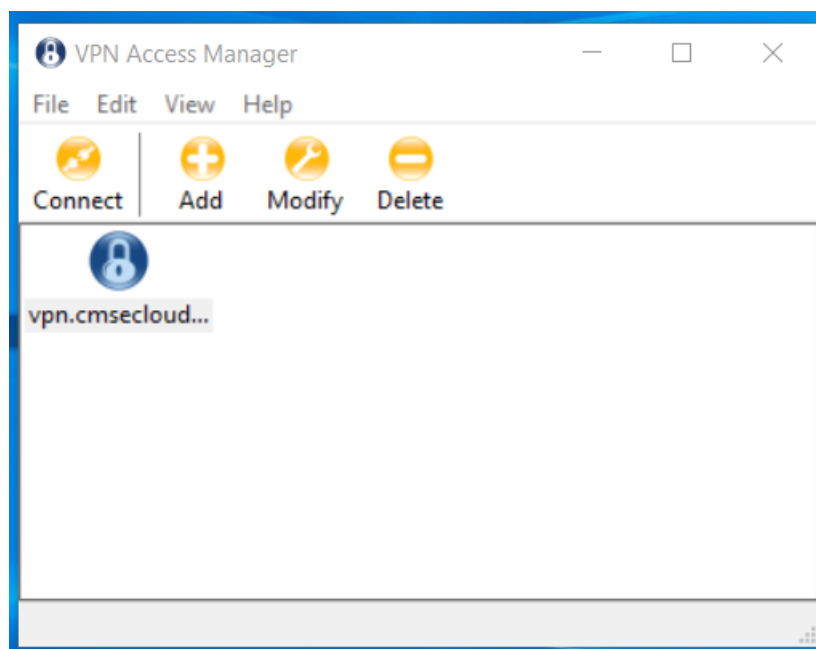 VPN Access Manager
File Edit View Help
Connect Add Modify Delete
vpn.cmsecloud...